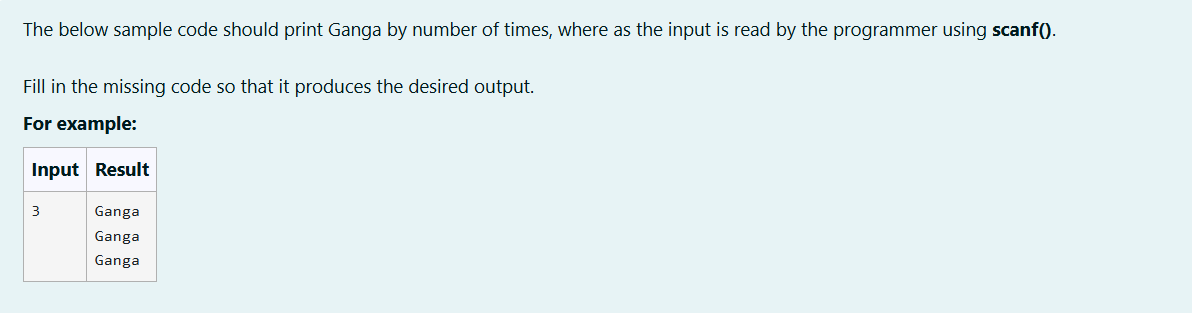 The below sample code should print Ganga by number of times, where as the input is read by the programmer using scanf().
Fill in the missing code so that it produces the desired output.
For example:
Input Result
3 Ganga
Ganga
Ganga